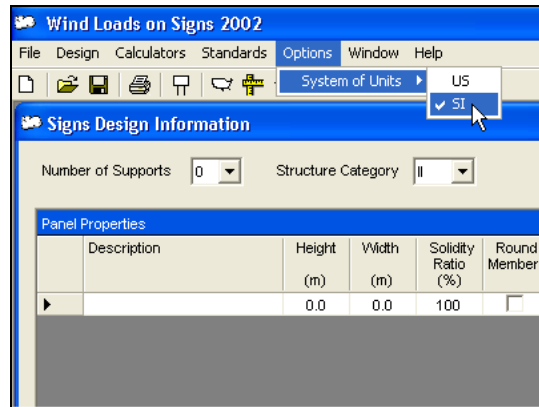 Wind Loads on Signs 2002
File Design Calculators Standards Options Window Help
System of Units US
SI
Signs Design Information
Number of Supports 0 Structure Category II
Panel Properties
Description Height Width Solidity Round
Ratio Member
(m) (m) (%)
0.0 0.0 100